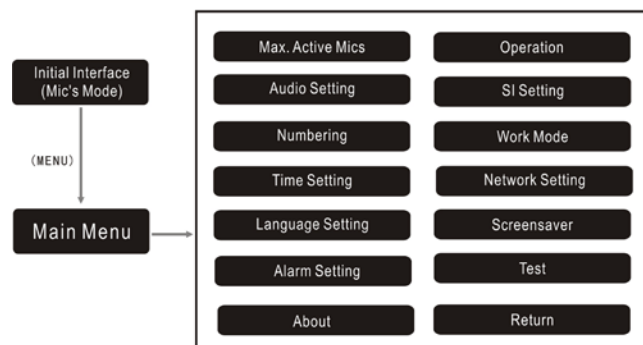 Initial Interface
(Mic's Mode)
(MENU)
Main Menu
Max. Active Mics
Operation
Audio Setting
SI Setting
Numbering
Work Mode
Time Setting
Network Setting
Language Setting
Screensaver
Alarm Setting
Test
About
Return